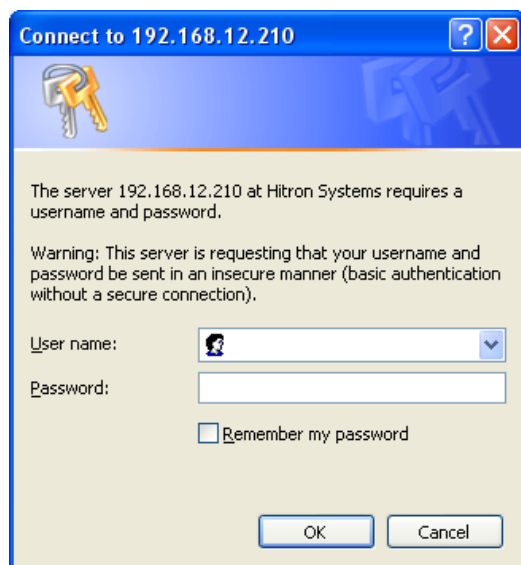 Connect to 192.168.12.210
The server 192.168.12.210 at Hitron Systems requires a
username and password.
Warning: This server is requesting that your username and
password be sent in an insecure manner (basic authentication
without a secure connection).
User name:
Password:
Remember my password
OK Cancel